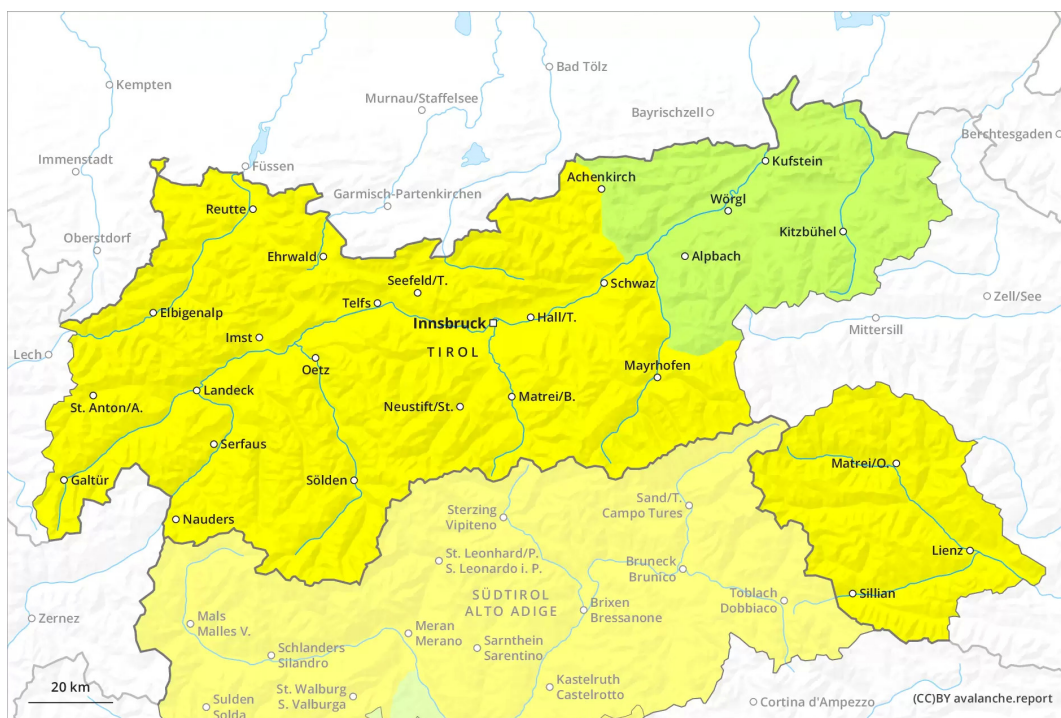 Kempten
Bad Tölz
Murnau/Staffelsee
Bayrischzell
Berchtesgaden
Immenstadt
Füssen
Kufstein
Garmisch-Partenkirchen
Achenkirch
Reutte
Wörgl
Oberstdorf
Kitzbühel
Ehrwald
Alpbach
Seefeld/T.
Schwaz
Zell/See
Telfs
Elbigenalp
Hall/T.
Innsbruck
Mittersill
Imst
Lech
TIROL
Oetz
Mayrhofen
Landeck
St. Anton/A.
Matrei/B.
Neustift/St.
Serfaus
Matrei/O.
Galtür
Sölden
Sand/T.
Campo Tures
Sterzing
Vipiteno
Nauders
Lienz
St. Leonhard/P.
S. Leonardo i. P.
Bruneck
Brunico
Sillian
SÜDTIROL
ALTO ADIGE
Toblach
Dobbiaco
Brixen
Bressanone
Zernez
Mals
Malles V.
Meran
Merano
Sarnthein
Sarentino
Schlanders
Silandro
Kastelruth
Castelrotto
20 km
St. Walburg
S. Valburga
Sulden
Solda
Cortina d'Ampezzo
(CC)BY avalanche.report